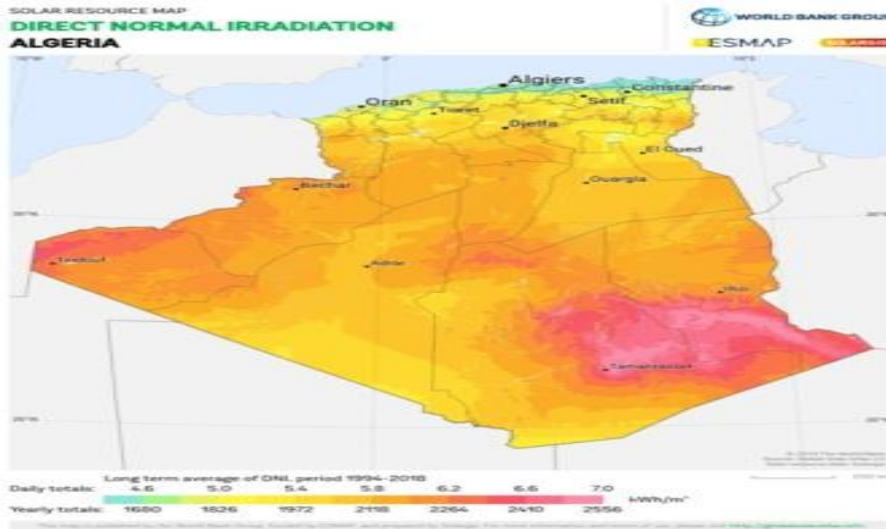 SOLAR RESOURCE MAP
DIRECT NORMAL IRRADIATION
ALGERIA
WORLD BANK GROUP
ESMAP
SOLARGIS
Algiers
Constantine
Oran
Tiaret
Setif
Djelfa
El Oued
Bechar
Ouargla
Tindouf
Adrar
Illizi
Tamanrasset
Long term average of DNI, period 1994-2018
Daily totals: 4.6 5.0 5.4 5.8 6.2 6.6 7.0
kWh/m²
Yearly totals: 1680 1826 1972 2118 2264 2410 2556